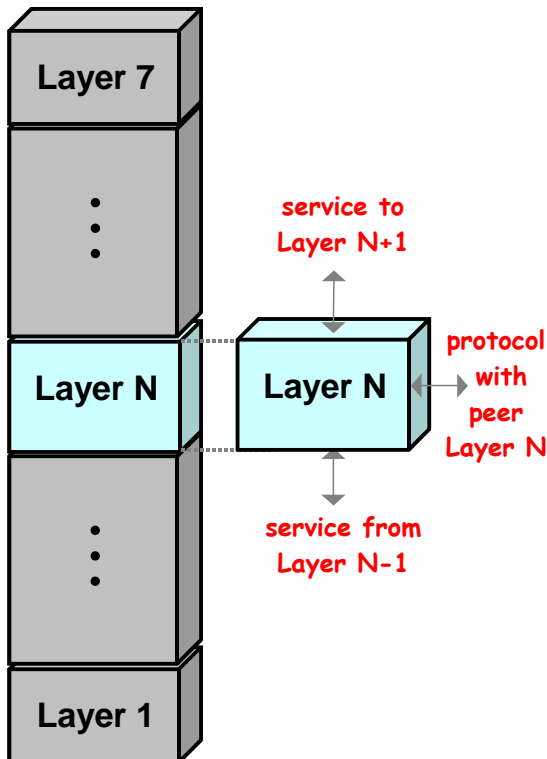 Layer 7
service to
Layer N+1
Layer N
Layer N
protocol
with
peer
Layer N
service from
Layer N-1
Layer 1